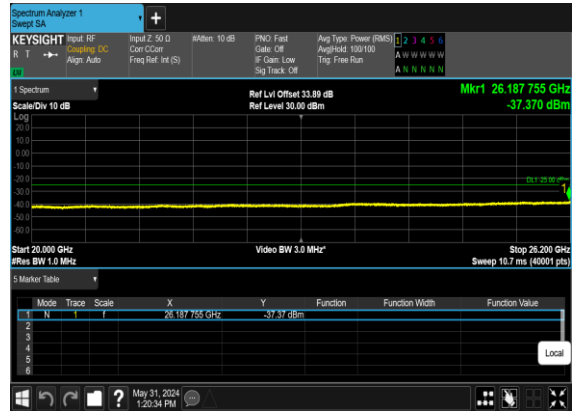 Spectrum Analyzer 1
Swept SA
+
KEYSIGHT
R T
LW
Input: RF
Coupling: DC
Align: Auto
Input Z: 50 Ω
Corr CCorr
Freq Ref: Int (S)
#Atten: 10 dB
PNO: Fast
Gate: Off
IF Gain: Low
Sig Track: Off
Avg Type: Power (RMS)
Avg|Hold: 100/100
Trig: Free Run
1 2 3 4 5 6
A W W W W W
A N N N N N
1 Spectrum
Scale/Div 10 dB
Ref Lvl Offset 33.89 dB
Ref Level 30.00 dBm
Mkr1 26.187 755 GHz
-37.370 dBm
Log
20.0
10.0
0.00
-10.0
-20.0
-30.0
-40.0
-50.0
-60.0
DL1 -25.00 dBm
1
Start 20.000 GHz
#Res BW 1.0 MHz
Video BW 3.0 MHz*
Stop 26.200 GHz
Sweep 10.7 ms (40001 pts)
5 Marker Table
Mode Trace Scale X Y Function Function Width Function Value
1 N 1 f 26.187 755 GHz -37.37 dBm
2
3
4
5
6
Local
?
May 31, 2024
1:20:34 PM